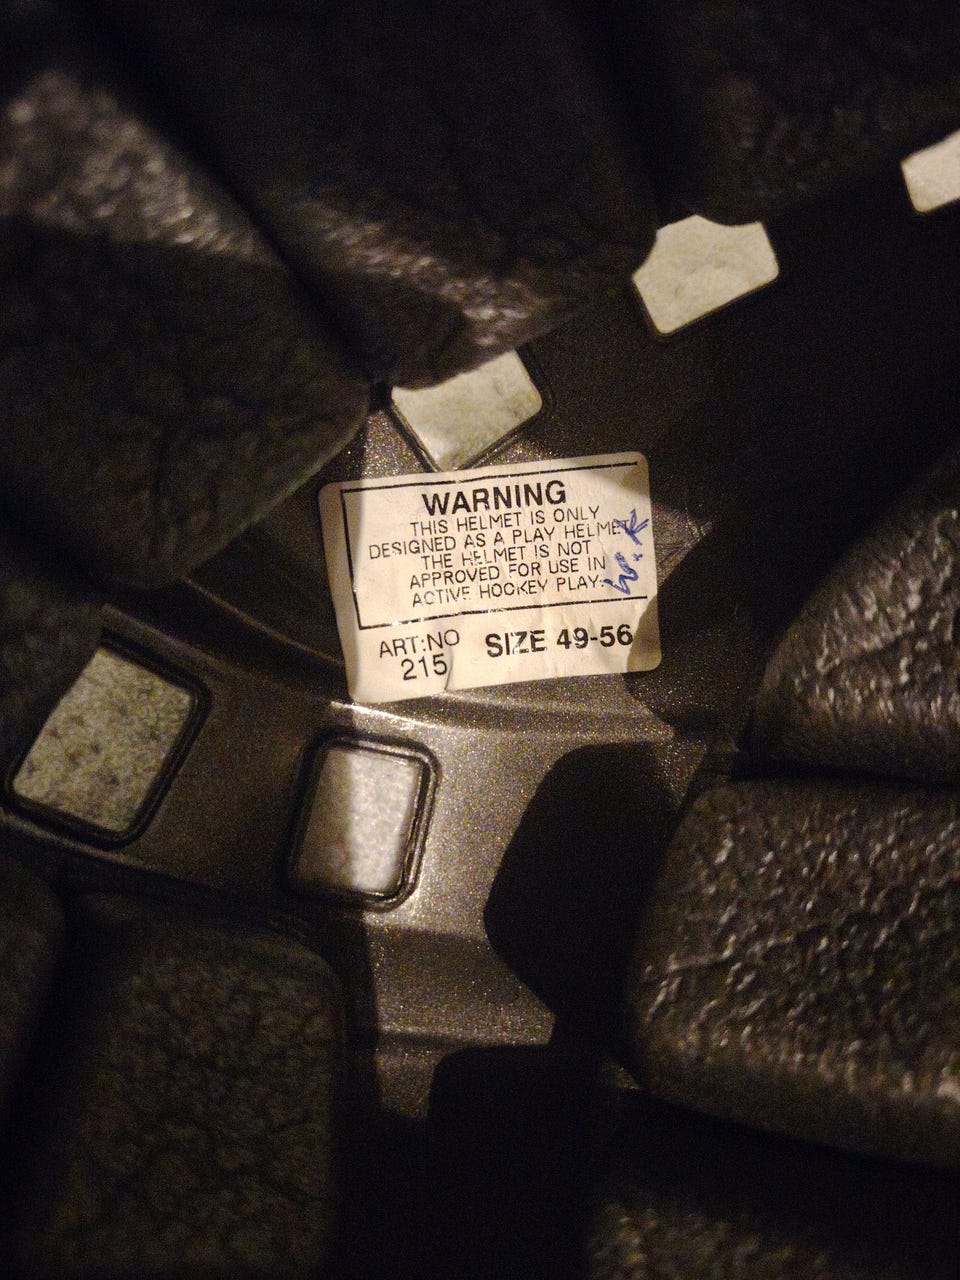 WARNING
THIS HELMET IS ONLY
DESIGNED AS A PLAY HELMET
THE HELMET IS NOT
APPROVED FOR USE IN
ACTIVE HOCKEY PLAY.
W.K
ART:NO
215
SIZE 49-56